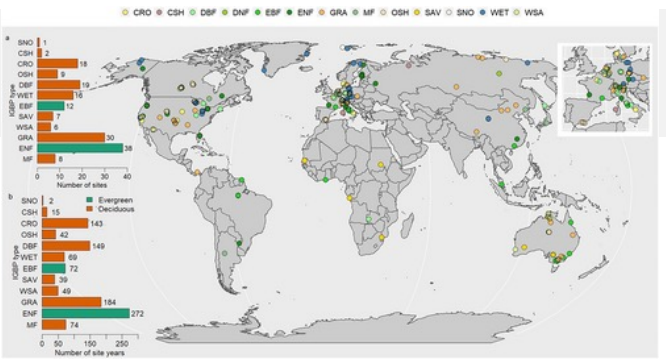 CRO CSH DBF DNF EBF ENF GRA MF OSH SAV SNO WET WSA
a
SNO 1
CSH 2
CRO 18
OSH 9
DBF 19
WET 16
EBF 12
SAV 7
WSA 6
GRA 30
ENF 38
MF 8
IGBP type
0 10 20 30 40
Number of sites
b
Evergreen
Deciduous
SNO 2
CSH 15
CRO 143
OSH 42
DBF 149
WET 69
EBF 72
SAV 39
WSA 49
GRA 184
ENF 272
MF 74
IGBP type
0 50 150 250
Number of site years